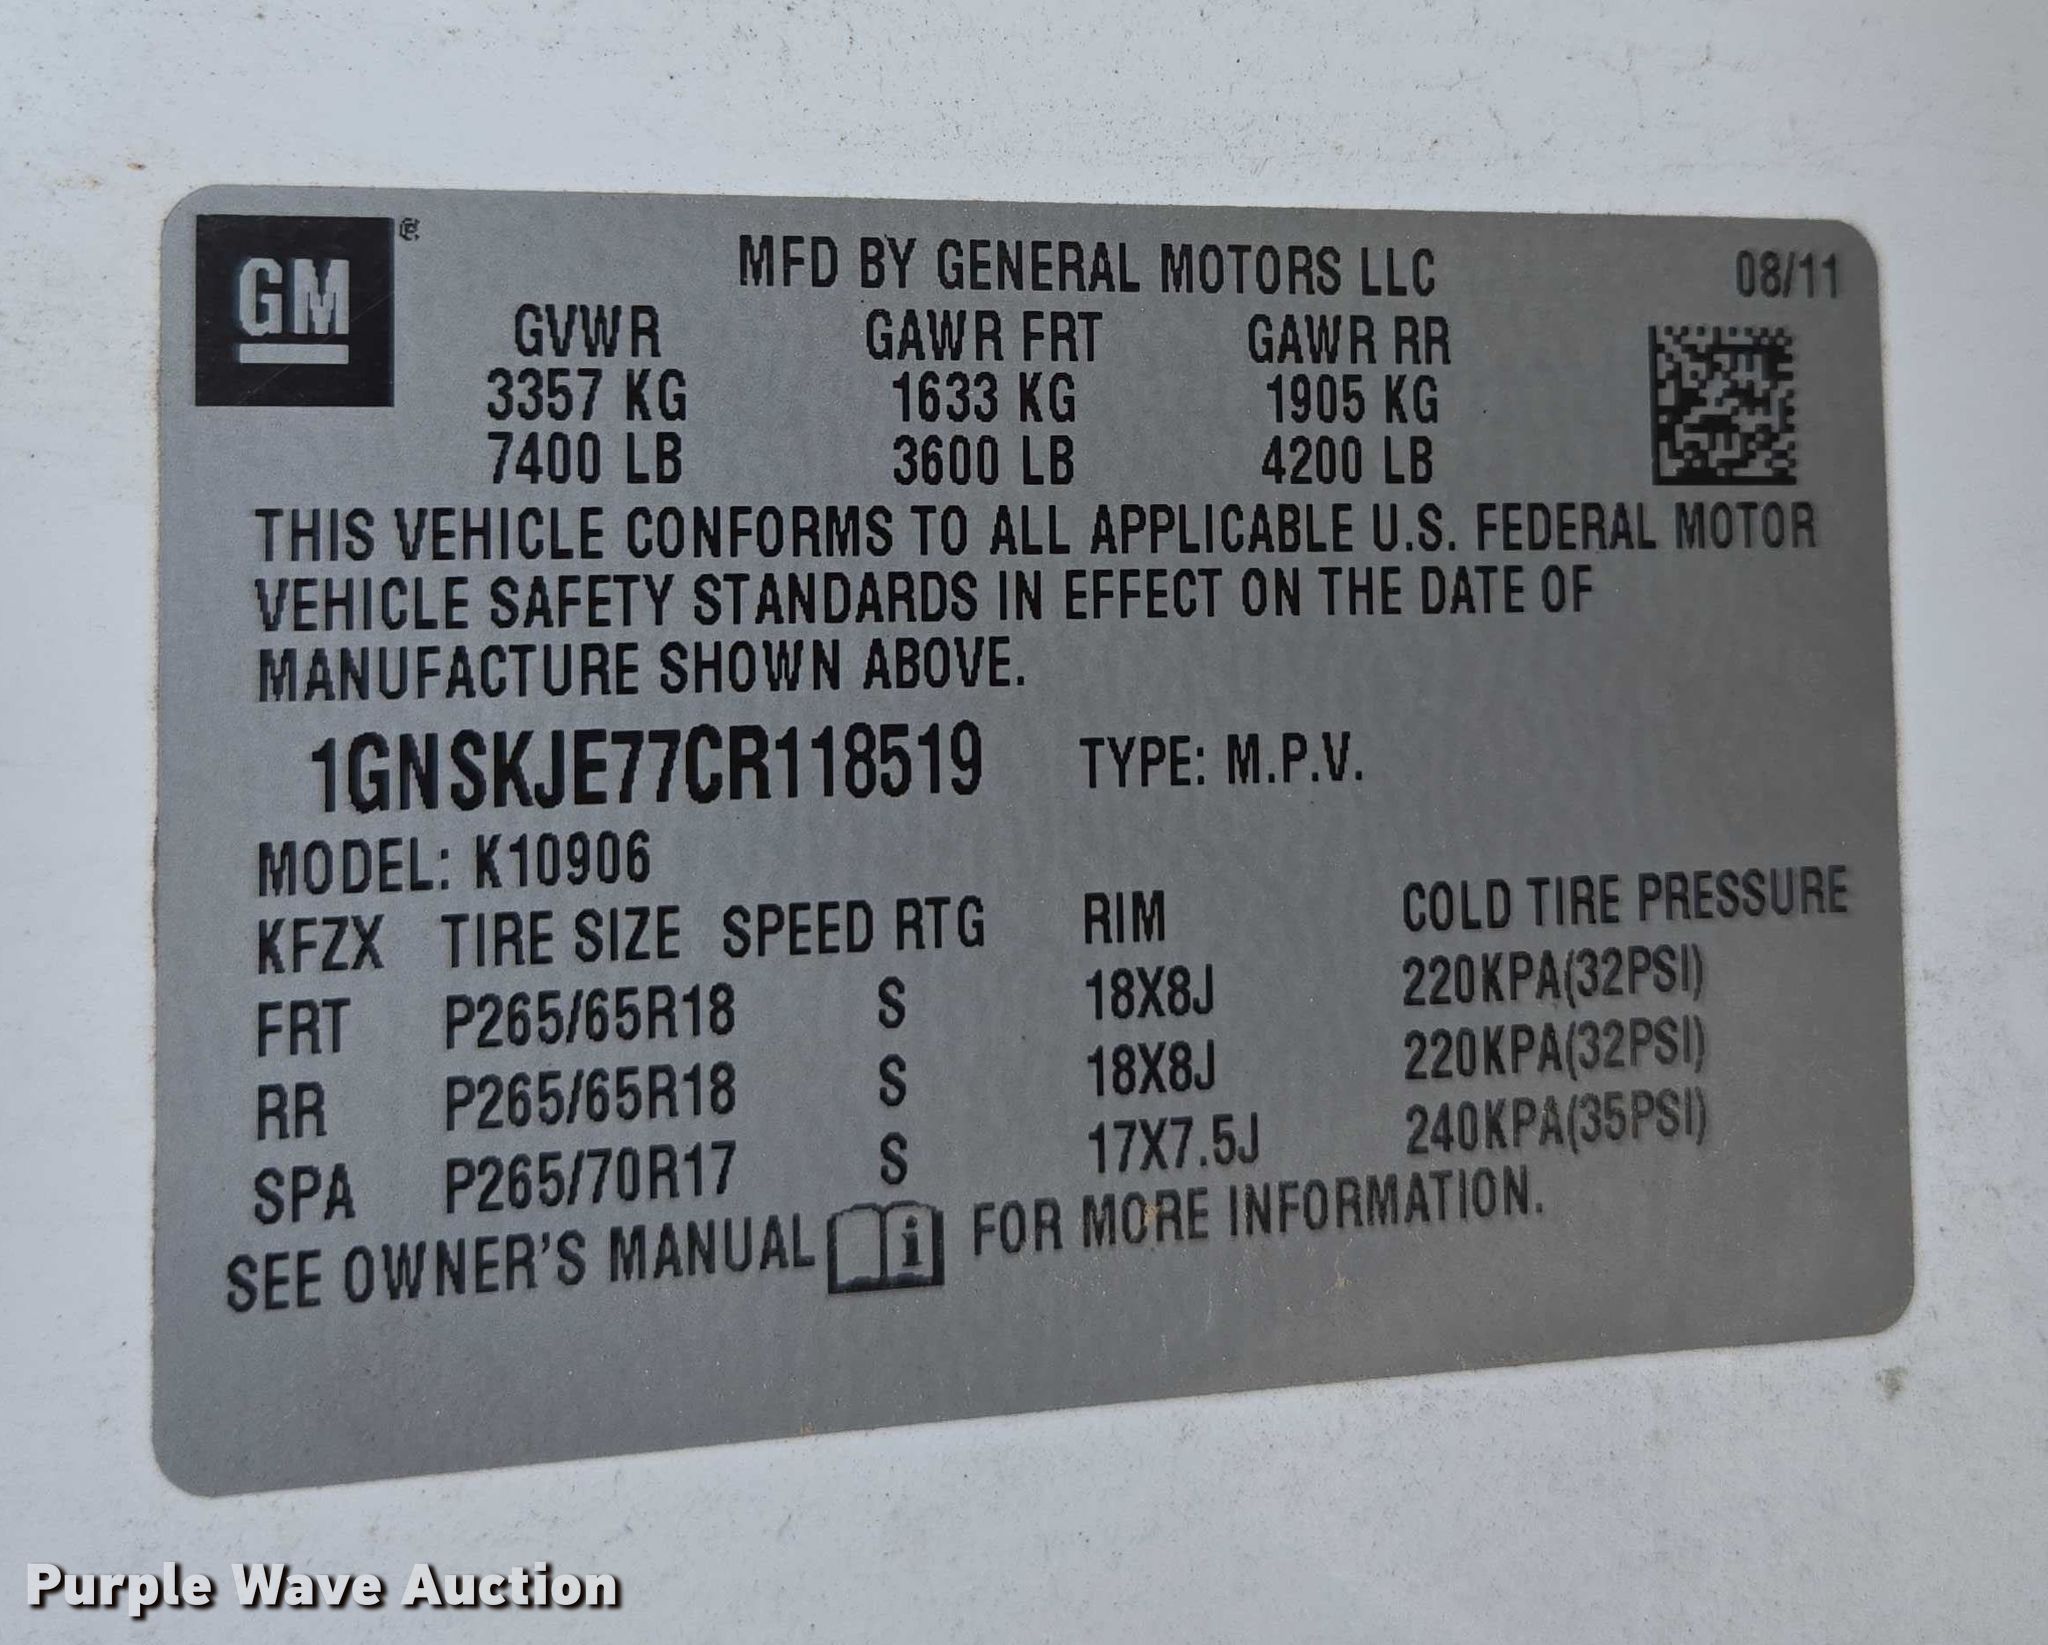 GM
MFD BY GENERAL MOTORS LLC 08/11
GVWR GAWR FRT GAWR RR
3357 KG 1633 KG 1905 KG
7400 LB 3600 LB 4200 LB
THIS VEHICLE CONFORMS TO ALL APPLICABLE U.S. FEDERAL MOTOR
VEHICLE SAFETY STANDARDS IN EFFECT ON THE DATE OF
MANUFACTURE SHOWN ABOVE.
1GNSKJE77CR118519 TYPE: M.P.V.
MODEL: K10906
KFZX TIRE SIZE SPEED RTG RIM COLD TIRE PRESSURE
FRT P265/65R18 S 18X8J 220KPA(32PSI)
RR P265/65R18 S 18X8J 220KPA(32PSI)
SPA P265/70R17 S 17X7.5J 240KPA(35PSI)
SEE OWNER'S MANUAL i FOR MORE INFORMATION.
Purple Wave Auction